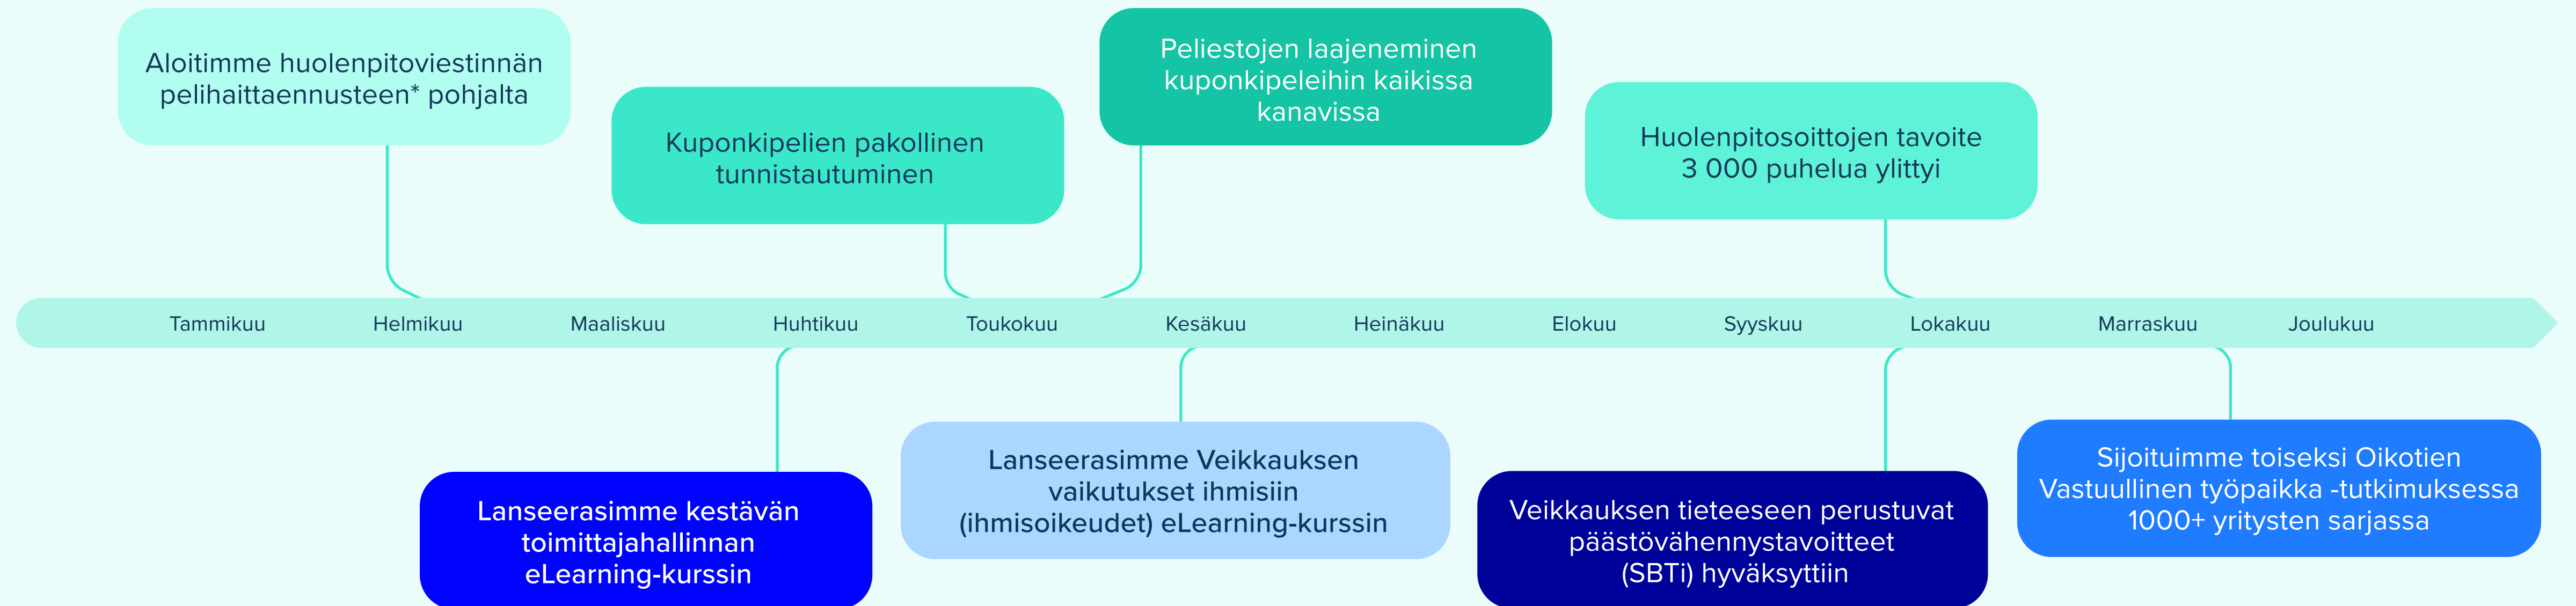 Aloitimme huolenpitoviestinnän
pelihaittaennusteen* pohjalta
Kuponkipelien pakollinen
tunnistautuminen
Peliestojen laajeneminen
kuponkipeleihin kaikissa
kanavissa
Huolenpitosoittojen tavoite
3 000 puhelua ylittyi
Tammikuu Helmikuu Maaliskuu Huhtikuu Toukokuu Kesäkuu Heinäkuu Elokuu Syyskuu Lokakuu Marraskuu Joulukuu
Lanseerasimme kestävän
toimittajahallinnan
eLearning-kurssin
Lanseerasimme Veikkauksen
vaikutukset ihmisiin
(ihmisoikeudet) eLearning-kurssin
Veikkauksen tieteeseen perustuvat
päästövähennystavoitteet
(SBTi) hyväksyttiin
Sijoituimme toiseksi Oikotien
Vastuullinen työpaikka -tutkimuksessa
1000+ yritysten sarjassa